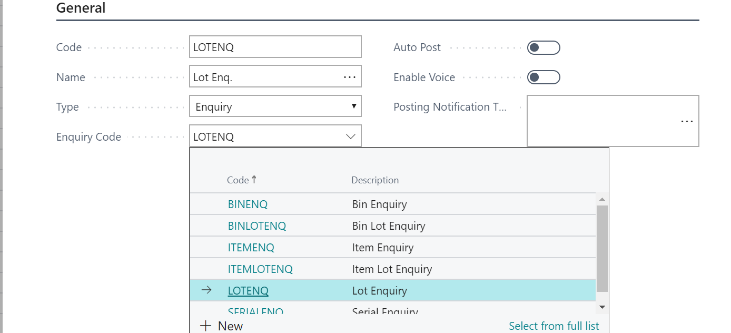 General
Code LOTENQ Auto Post
Name Lot Enq. ... Enable Voice
Type Enquiry Posting Notification T... ...
Enquiry Code LOTENQ
Code ↑ Description
BINENQ Bin Enquiry
BINLOTENQ Bin Lot Enquiry
ITEMENQ Item Enquiry
ITEMLOTENQ Item Lot Enquiry
→ LOTENQ Lot Enquiry
SERIALENQ Serial Enquiry
+ New Select from full list